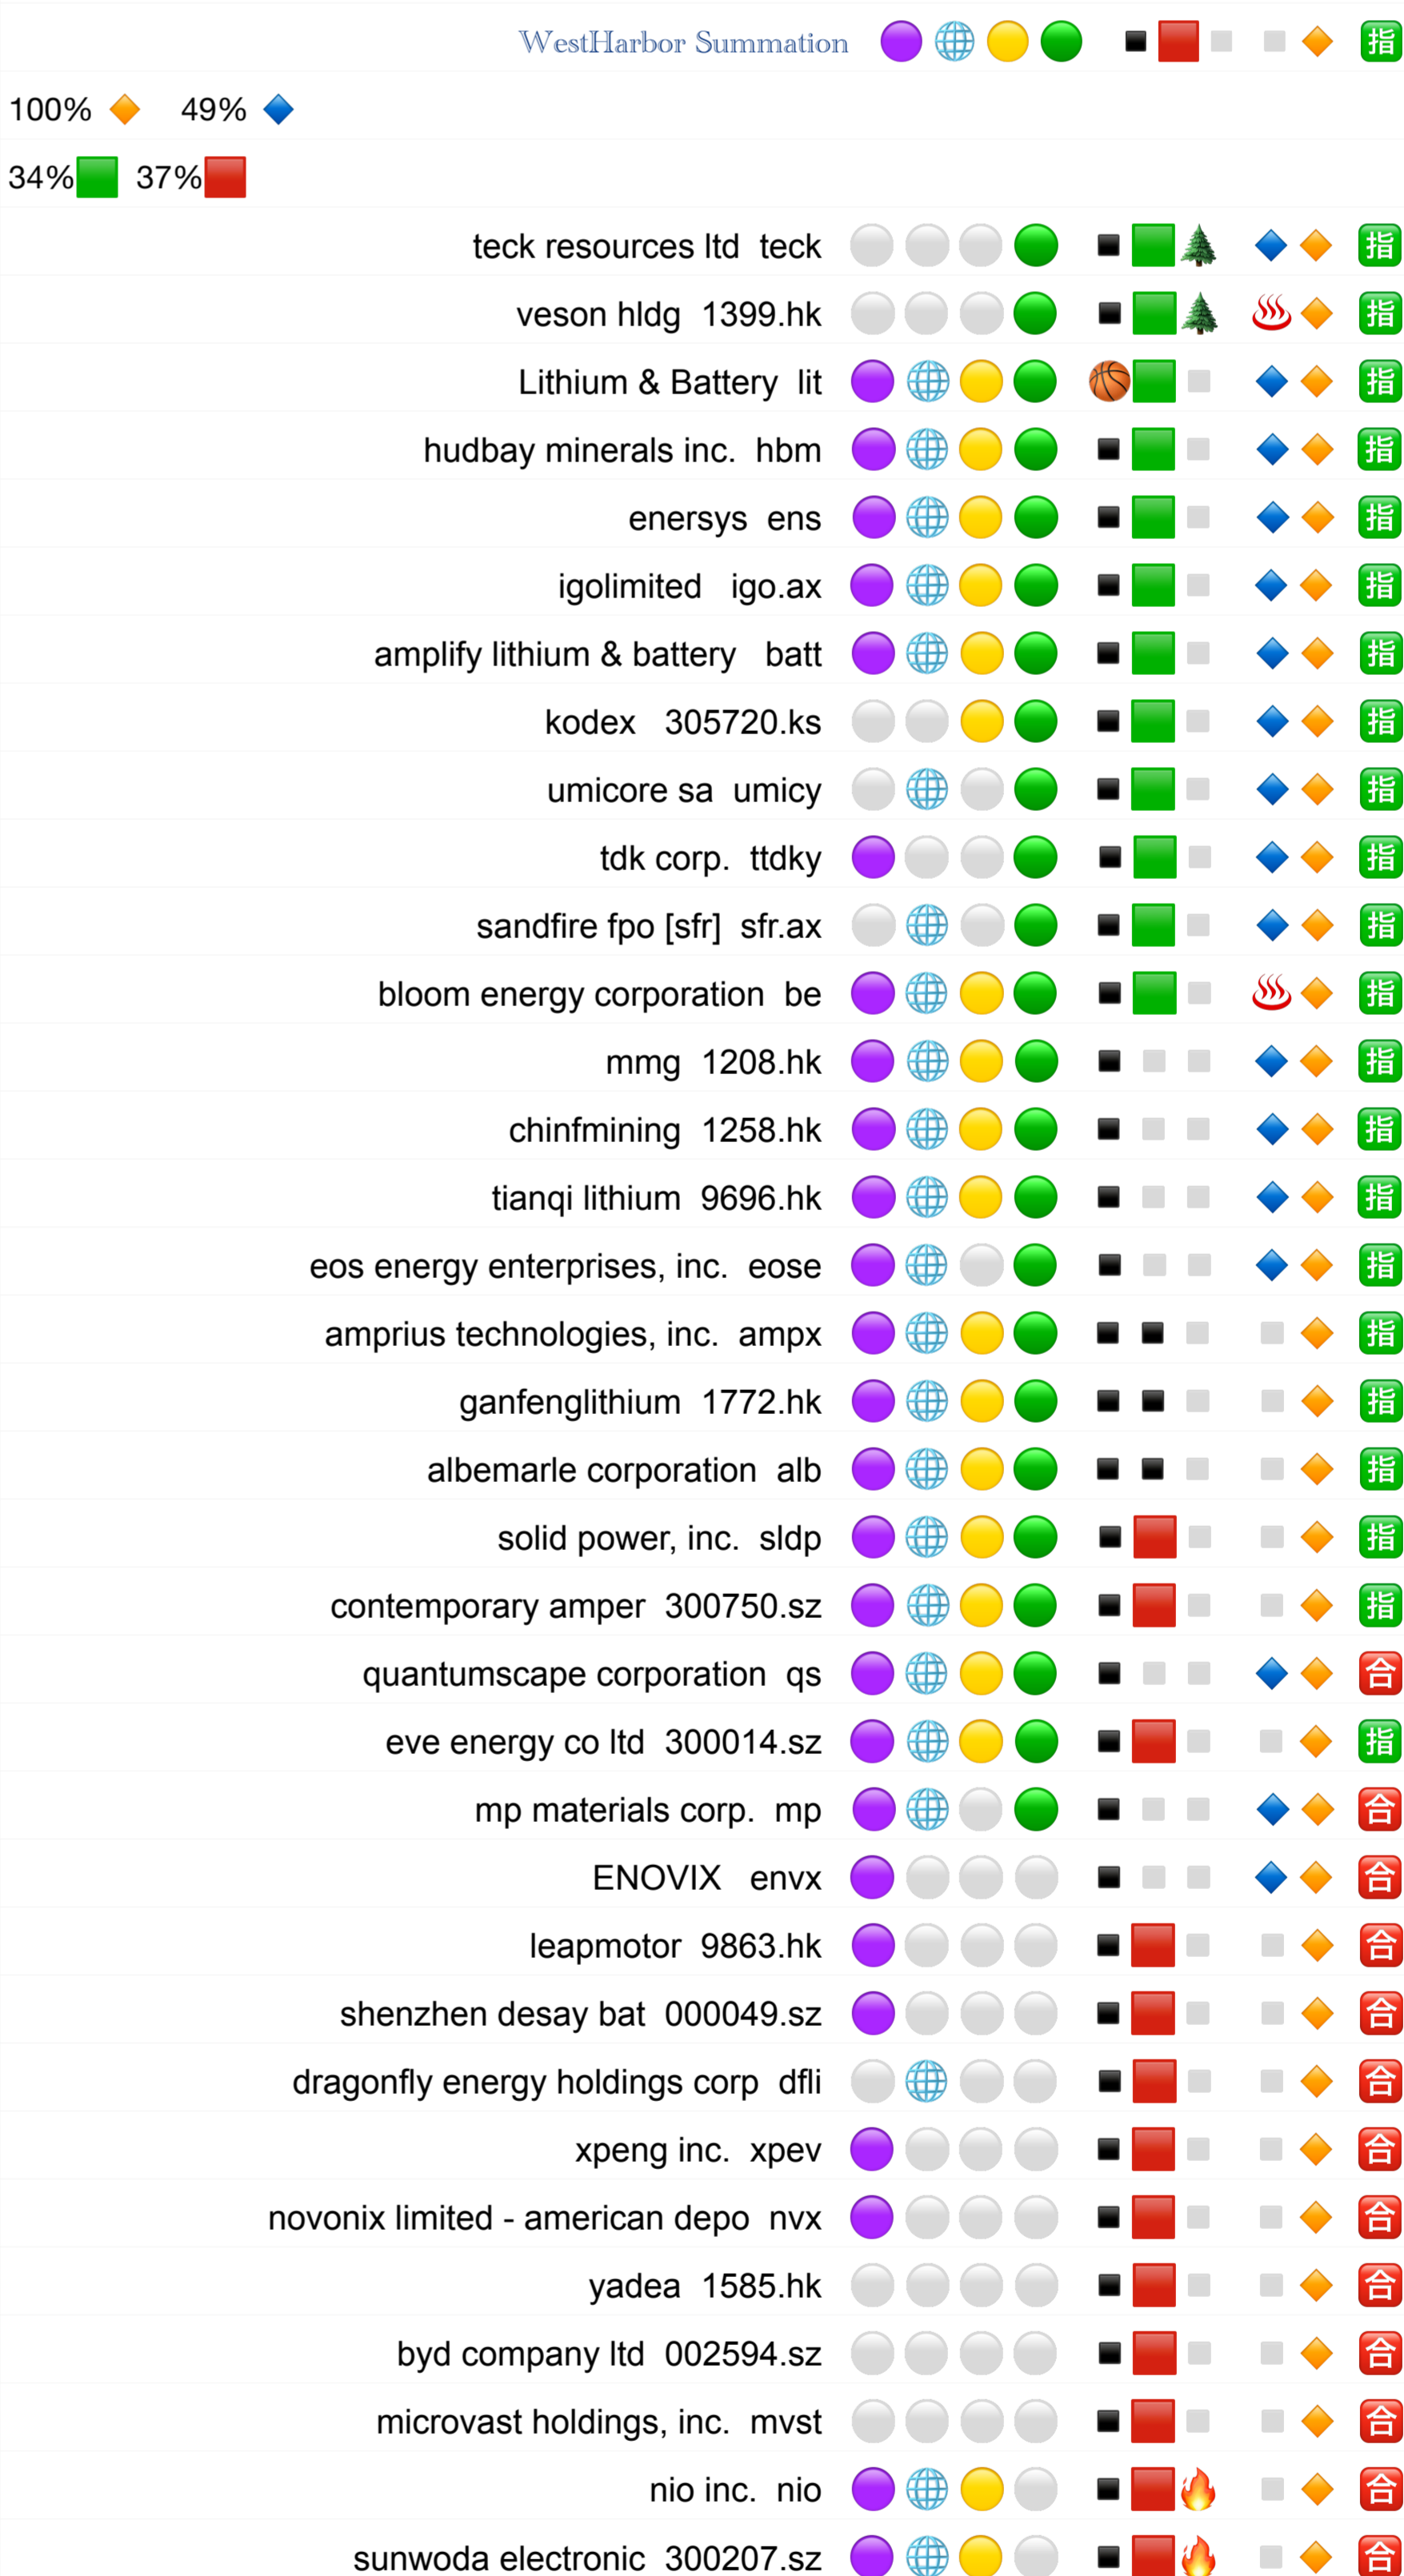 WestHarbor Summation 指
100% 49%
34% 37%
teck resources ltd teck 指
veson hldg 1399.hk 指
Lithium & Battery lit 指
hudbay minerals inc. hbm 指
enersys ens 指
igolimited igo.ax 指
amplify lithium & battery batt 指
kodex 305720.ks 指
umicore sa umicy 指
tdk corp. ttdky 指
sandfire fpo [sfr] sfr.ax 指
bloom energy corporation be 指
mmg 1208.hk 指
chinfmining 1258.hk 指
tianqi lithium 9696.hk 指
eos energy enterprises, inc. eose 指
amprius technologies, inc. ampx 指
ganfenglithium 1772.hk 指
albemarle corporation alb 指
solid power, inc. sldp 指
contemporary amper 300750.sz 指
quantumscape corporation qs 合
eve energy co ltd 300014.sz 指
mp materials corp. mp 合
ENOVIX envx 合
leapmotor 9863.hk 合
shenzhen desay bat 000049.sz 合
dragonfly energy holdings corp dfli 合
xpeng inc. xpev 合
novonix limited - american depo nvx 合
yadea 1585.hk 合
byd company ltd 002594.sz 合
microvast holdings, inc. mvst 合
nio inc. nio 合
sunwoda electronic 300207.sz 合